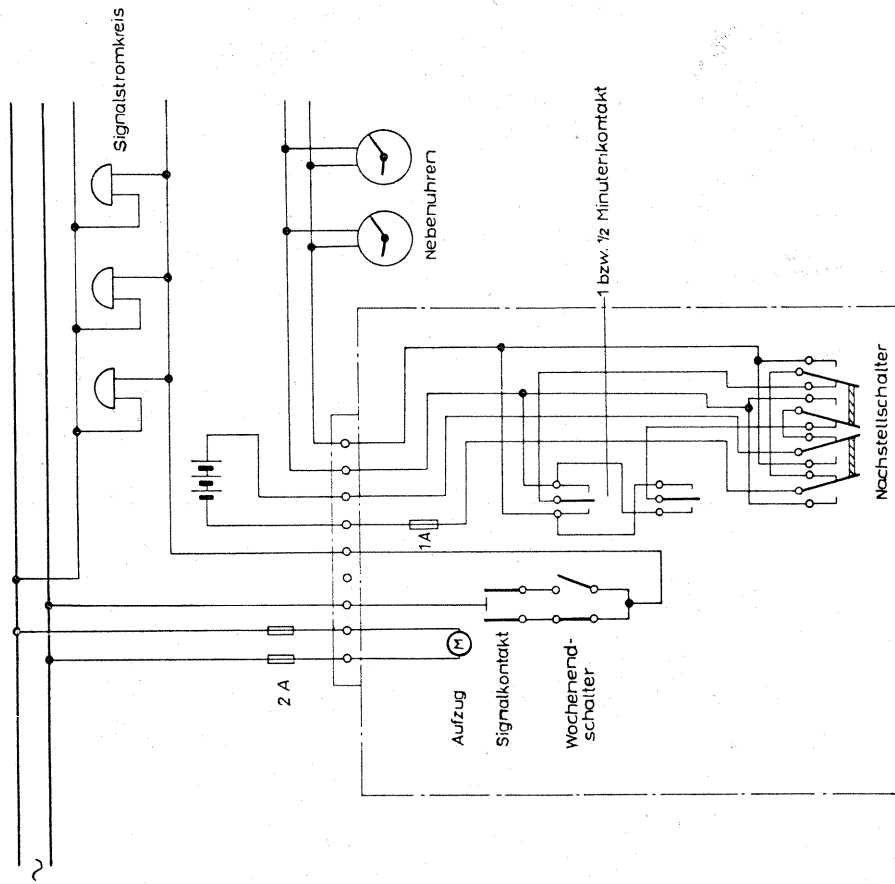 Signalstromkreis
Nebenuhren
1 bzw. ½ Minutenkontakt
2 A
1A
M
Aufzug
Signalkontakt
Wochenend-
schalter
Nachstellschalter
~